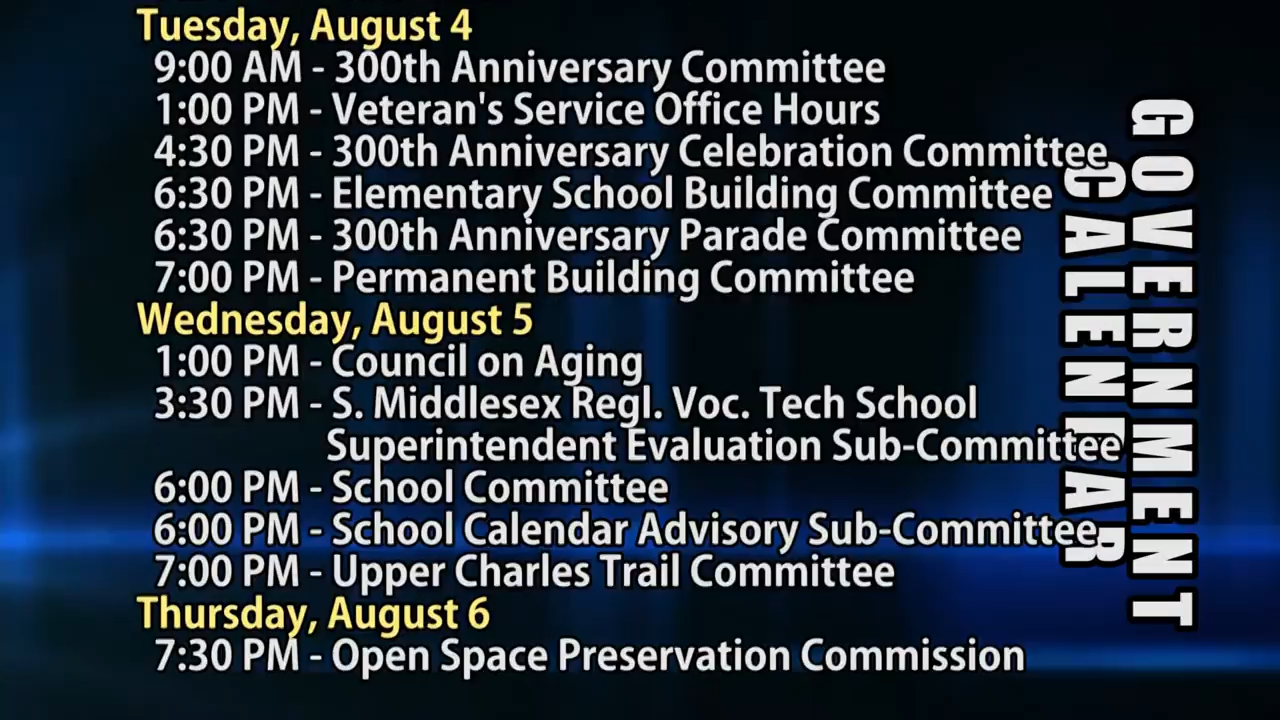 Tuesday, August 4
9:00 AM - 300th Anniversary Committee
1:00 PM - Veteran's Service Office Hours
4:30 PM - 300th Anniversary Celebration Committee
6:30 PM - Elementary School Building Committee
6:30 PM - 300th Anniversary Parade Committee
7:00 PM - Permanent Building Committee
Wednesday, August 5
1:00 PM - Council on Aging
3:30 PM - S. Middlesex Regl. Voc. Tech School
Superintendent Evaluation Sub-Committee
6:00 PM - School Committee
6:00 PM - School Calendar Advisory Sub-Committee
7:00 PM - Upper Charles Trail Committee
Thursday, August 6
7:30 PM - Open Space Preservation Commission
GOVERNMENT
CALENDAR